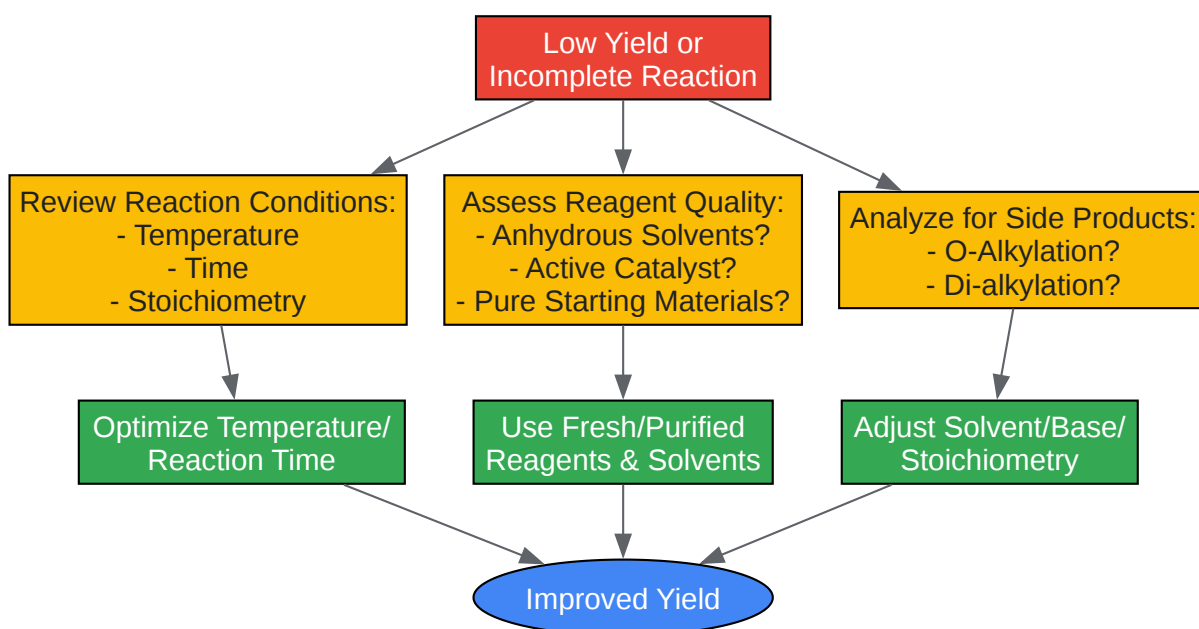 Low Yield or
Incomplete Reaction
Review Reaction Conditions:
- Temperature
- Time
- Stoichiometry
Assess Reagent Quality:
- Anhydrous Solvents?
- Active Catalyst?
- Pure Starting Materials?
Analyze for Side Products:
- O-Alkylation?
- Di-alkylation?
Optimize Temperature/
Reaction Time
Use Fresh/Purified
Reagents & Solvents
Adjust Solvent/Base/
Stoichiometry
Improved Yield